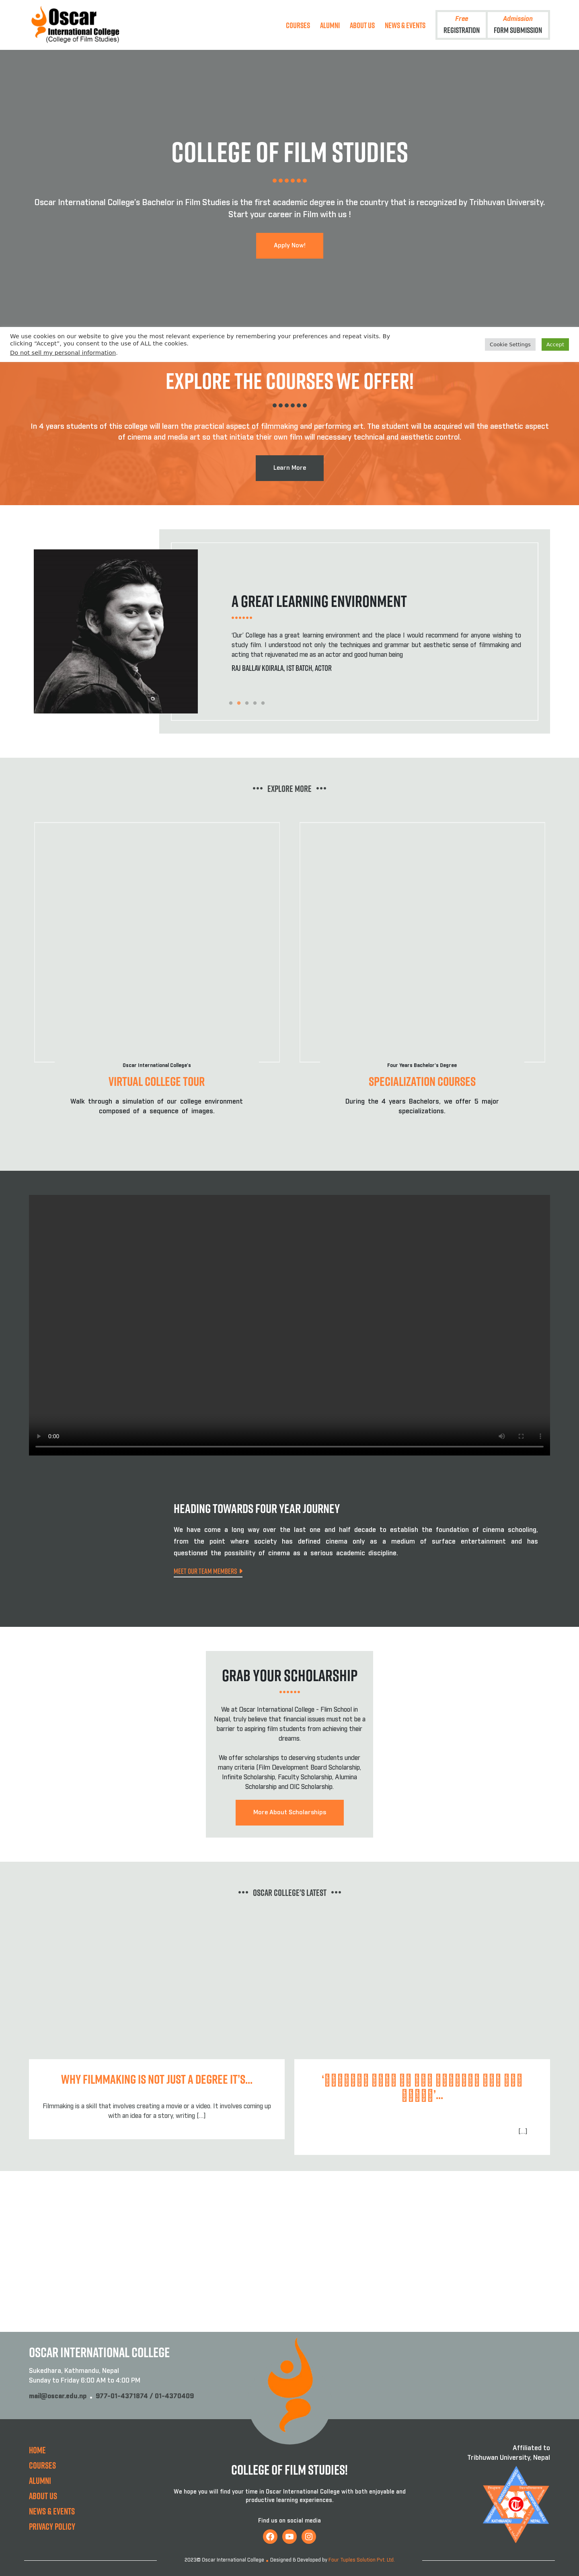 Oscar
International College
(College of Film Studies)
COURSES
ALUMNI
ABOUT US
NEWS & EVENTS
Free
REGISTRATION
Admission
FORM SUBMISSION
COLLEGE OF FILM STUDIES
Oscar International College's Bachelor in Film Studies is the first academic degree in the country that is recognized by Tribhuvan University.
Start your career in Film with us !
Apply Now!
We use cookies on our website to give you the most relevant experience by remembering your preferences and repeat visits. By
clicking "Accept", you consent to the use of ALL the cookies.
Do not sell my personal information.
Cookie Settings
Accept
EXPLORE THE COURSES WE OFFER!
In 4 years students of this college will learn the practical aspect of filmmaking and performing art. The student will be acquired will the aesthetic aspect
of cinema and media art so that initiate their own film will necessary technical and aesthetic control.
Learn More
A GREAT LEARNING ENVIRONMENT
'Our' College has a great learning environment and the place I would recommend for anyone wishing to
study film. I understood not only the techniques and grammar but aesthetic sense of filmmaking and
acting that rejuvenated me as an actor and good human being
RAJ BALLAV KOIRALA, 1ST BATCH, ACTOR
EXPLORE MORE
Oscar International College's
VIRTUAL COLLEGE TOUR
Walk through a simulation of our college environment
composed of a sequence of images.
Four Years Bachelor's Degree
SPECIALIZATION COURSES
During the 4 years Bachelors, we offer 5 major
specializations.
0:00
HEADING TOWARDS FOUR YEAR JOURNEY
We have come a long way over the last one and half decade to establish the foundation of cinema schooling,
from the point where society has defined cinema only as a medium of surface entertainment and has
questioned the possibility of cinema as a serious academic discipline.
MEET OUR TEAM MEMBERS
GRAB YOUR SCHOLARSHIP
We at Oscar International College – Film School in
Nepal, truly believe that financial issues must not be a
barrier to aspiring film students from achieving their
dreams.
We offer scholarships to deserving students under
many criteria (Film Development Board Scholarship,
Infinite Scholarship, Faculty Scholarship, Alumina
Scholarship and OIC Scholarship.
More About Scholarships
OSCAR COLLEGE'S LATEST
WHY FILMMAKING IS NOT JUST A DEGREE IT'S...
Filmmaking is a skill that involves creating a movie or a video. It involves coming up
with an idea for a story, writing [...]
[...]
OSCAR INTERNATIONAL COLLEGE
Sukedhara, Kathmandu, Nepal
Sunday to Friday 6:00 AM to 4:00 PM
mail@oscar.edu.np 977-01-4371874 / 01-4370409
HOME
COURSES
ALUMNI
ABOUT US
NEWS & EVENTS
PRIVACY POLICY
COLLEGE OF FILM STUDIES!
We hope you will find your time in Oscar International College with both enjoyable and
productive learning experiences.
Find us on social media
Affiliated to
Tribhuwan University, Nepal
2023© Oscar International College . Designed & Developed by Four Tuples Solution Pvt. Ltd.